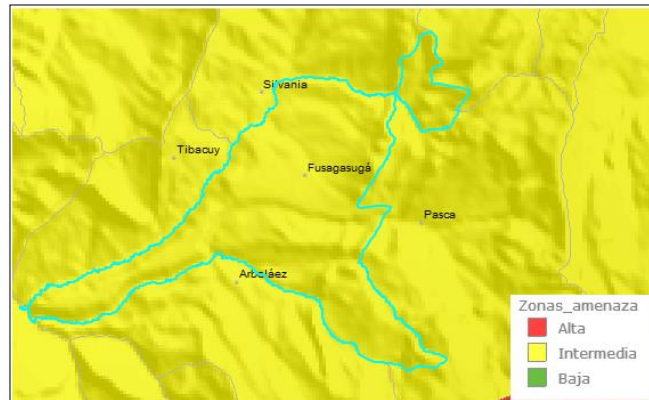 Silvania
Tibacuy
Fusagasugá
Pasca
Arbeláez
Zonas_amenaza
Alta
Intermedia
Baja